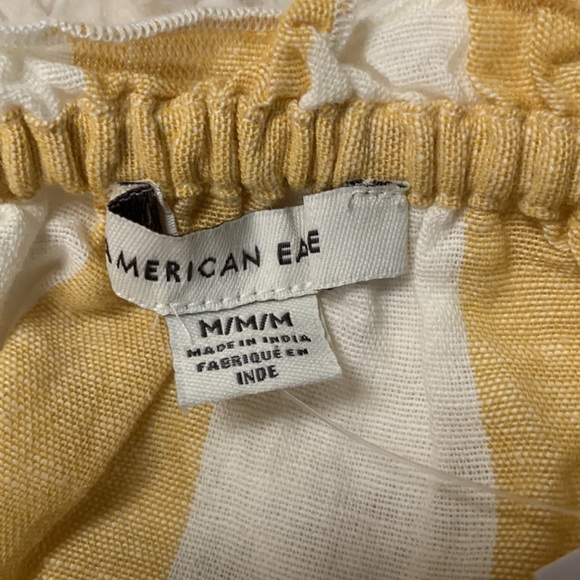 AMERICAN EAE
M/M/M
MADE IN INDIA
FABRIQUÉ EN
INDE